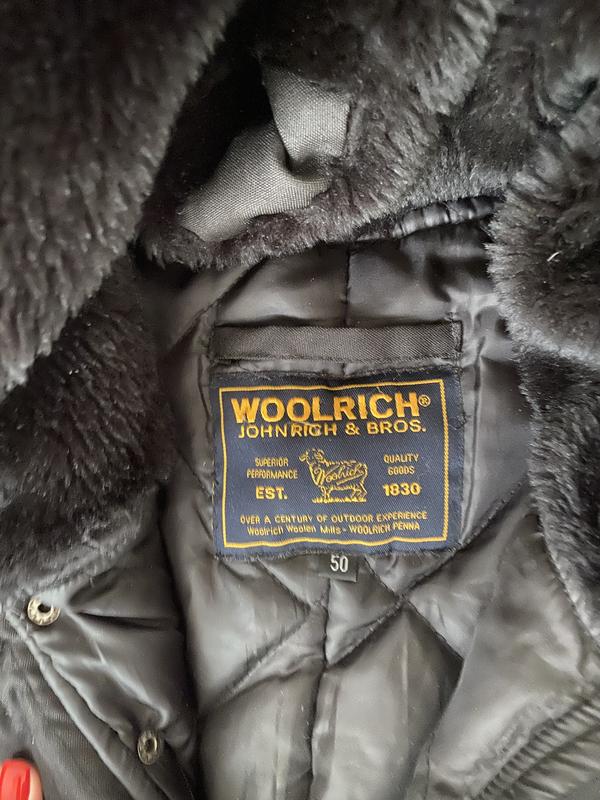 WOOLRICH®
JOHN RICH & BROS.
SUPERIOR PERFORMANCE
Woolrich
QUALITY GOODS
EST. 1830
OVER A CENTURY OF OUTDOOR EXPERIENCE
Woolrich Woolen Mills - WOOLRICH PENNA
50